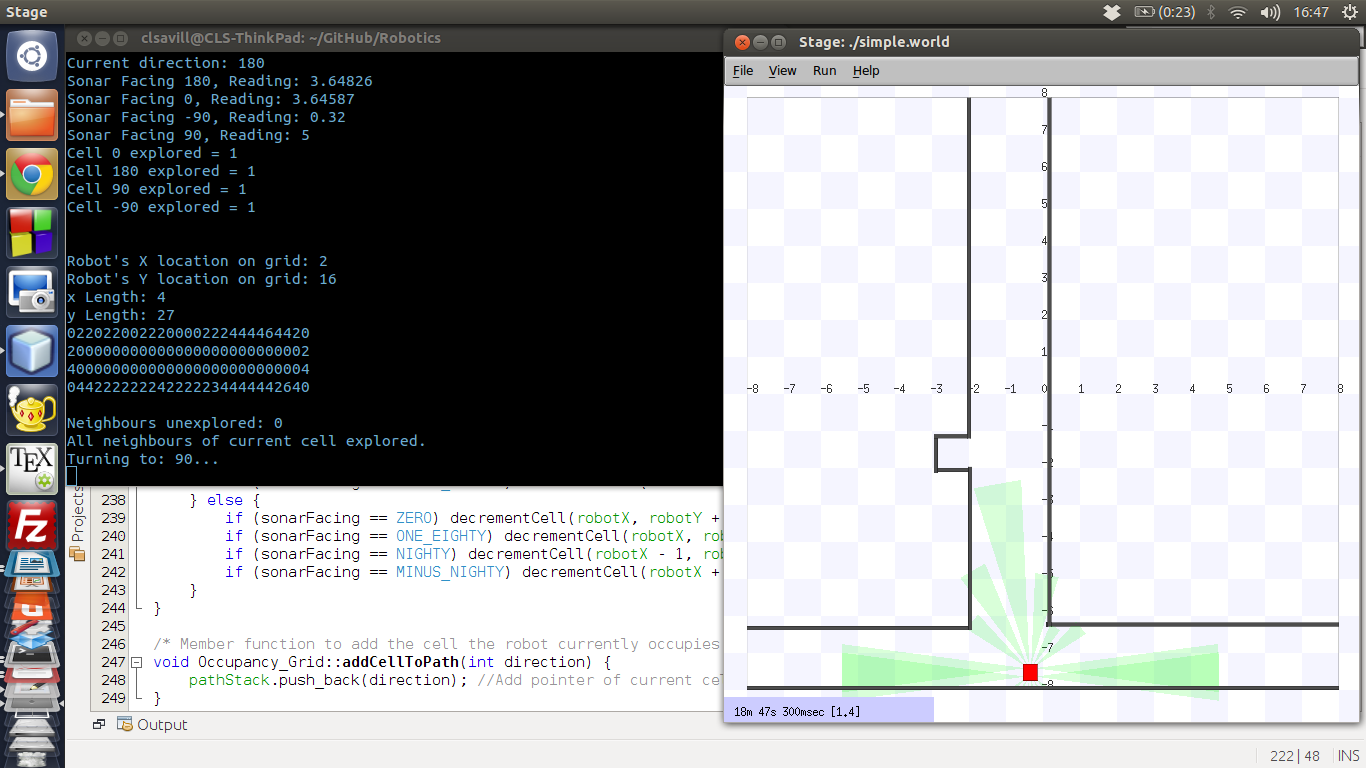 Stage
(0:23)
16:47
clsavill@CLS-ThinkPad: ~/GitHub/Robotics
Current direction: 180
Sonar Facing 180, Reading: 3.64826
Sonar Facing 0, Reading: 3.64587
Sonar Facing -90, Reading: 0.32
Sonar Facing 90, Reading: 5
Cell 0 explored = 1
Cell 180 explored = 1
Cell 90 explored = 1
Cell -90 explored = 1
Robot's X location on grid: 2
Robot's Y location on grid: 16
x Length: 4
y Length: 27
022022002220000222444464420
200000000000000000000000002
400000000000000000000000004
044222222242222234444442640
Neighbours unexplored: 0
All neighbours of current cell explored.
Turning to: 90...
Projects
238 } else {
239 if (sonarFacing == ZERO) decrementCell(robotX, robotY +
240 if (sonarFacing == ONE_EIGHTY) decrementCell(robotX, rob
241 if (sonarFacing == NIGHTY) decrementCell(robotX - 1, rob
242 if (sonarFacing == MINUS_NIGHTY) decrementCell(robotX +
243 }
244 }
245
246 /* Member function to add the cell the robot currently occupies
247 void Occupancy_Grid::addCellToPath(int direction) {
248 pathStack.push_back(direction); //Add pointer of current cel
249 }
Output
222 | 48 INS
TEX
Fz
Stage: ./simple.world
File View Run Help
8
7
6
5
4
3
2
1
-8 -7 -6 -5 -4 -3 -2 -1 0 1 2 3 4 5 6 7 8
-1
-2
-3
-4
-5
-6
-7
-8
18m 47s 300msec [1.4]